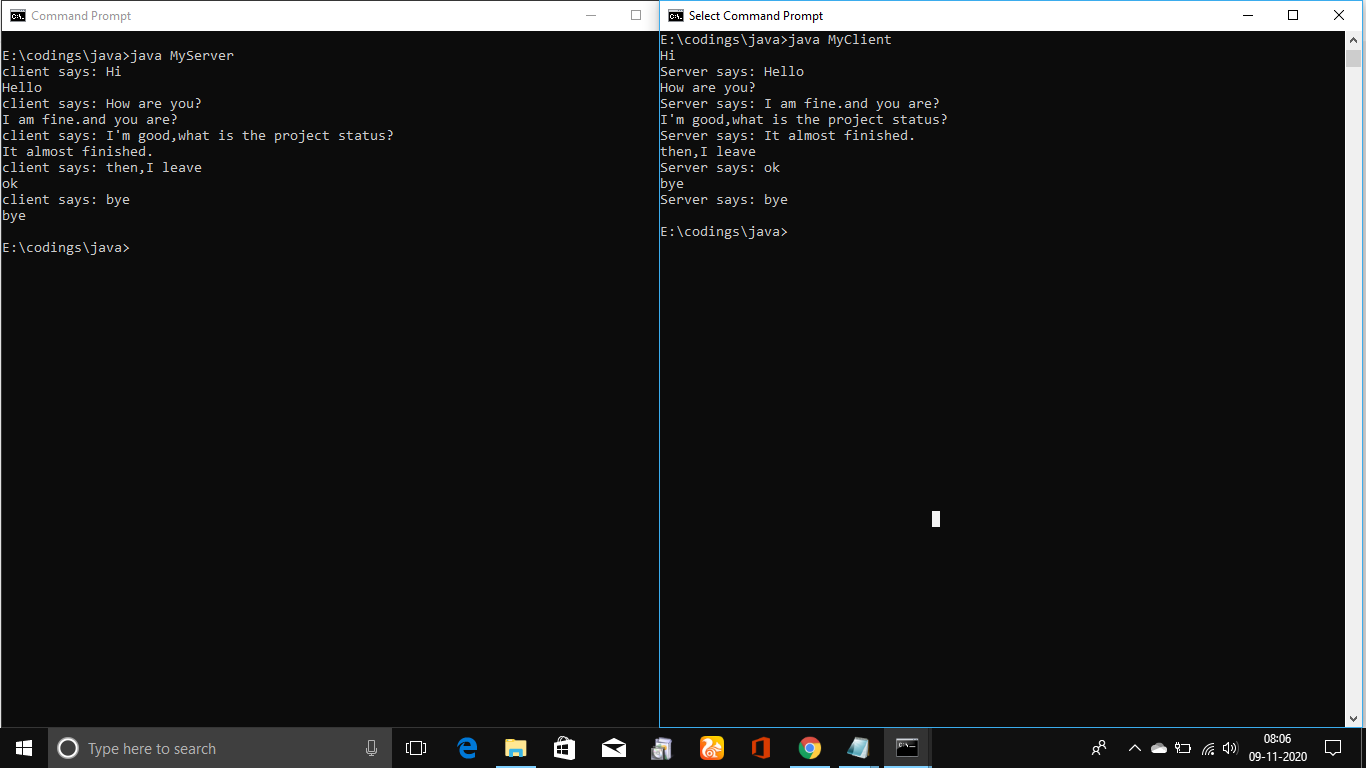 Command Prompt
E:\codings\java>java MyServer
client says: Hi
Hello
client says: How are you?
I am fine.and you are?
client says: I'm good,what is the project status?
It almost finished.
client says: then,I leave
ok
client says: bye
bye
E:\codings\java>
Select Command Prompt
E:\codings\java>java MyClient
Hi
Server says: Hello
How are you?
Server says: I am fine.and you are?
I'm good,what is the project status?
Server says: It almost finished.
then,I leave
Server says: ok
bye
Server says: bye
E:\codings\java>
Type here to search
08:06
09-11-2020